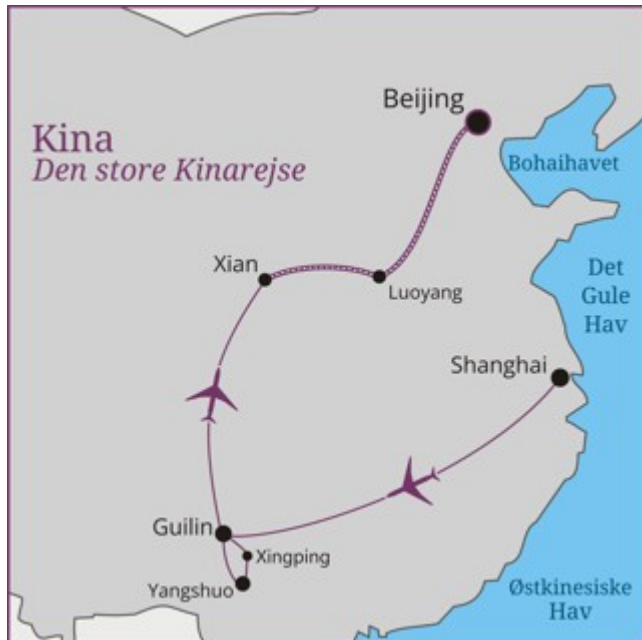 Beijing
Kina
Den store Kinarejse
Bohaihavet
Xian
Luoyang
Det
Gule
Hav
Shanghai
Guilin
Xingping
Yangshuo
Østkinesiske
Hav